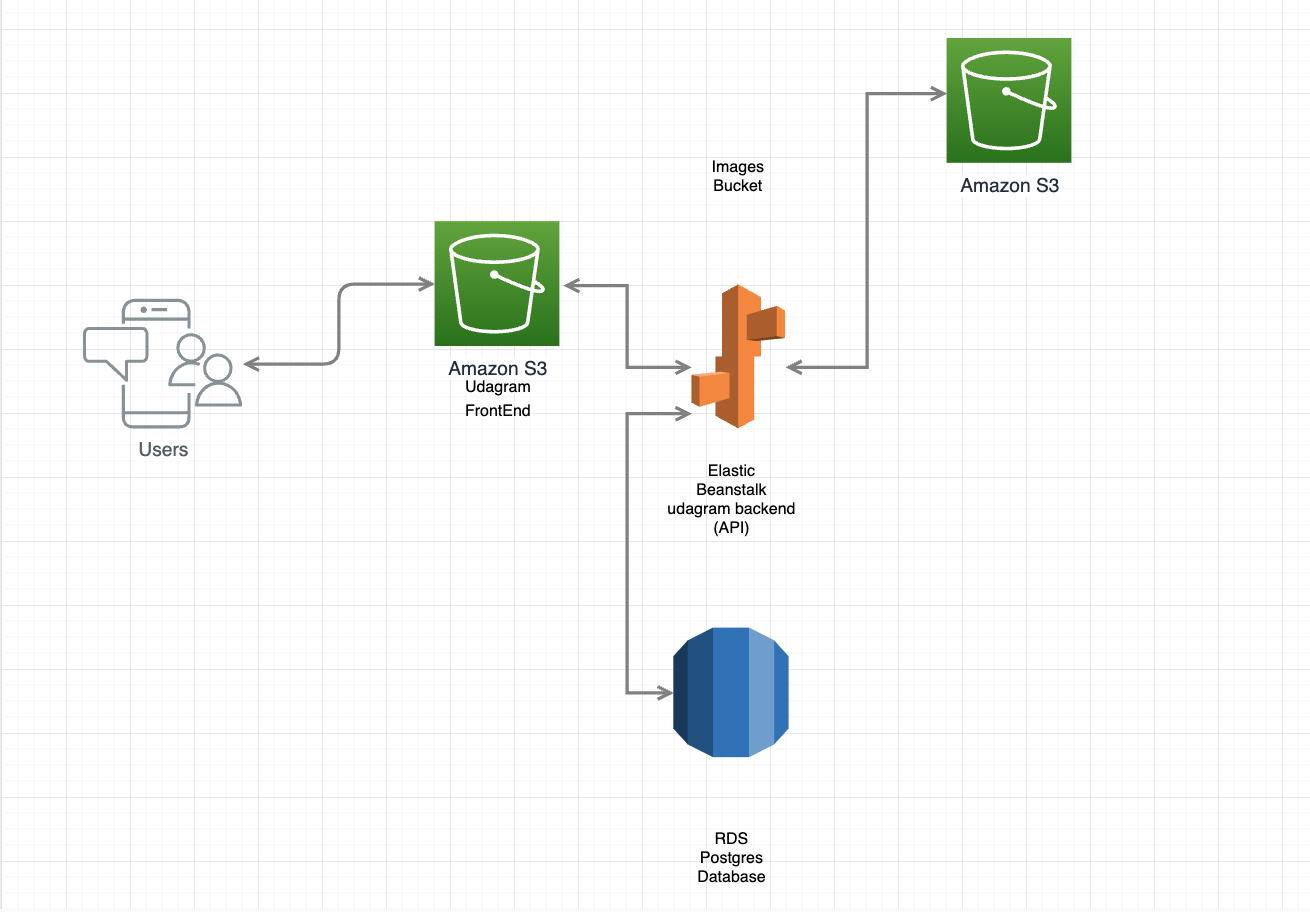 Images
Bucket
Amazon S3
Amazon S3
Udagram
FrontEnd
Users
Elastic
Beanstalk
udagram backend
(API)
RDS
Postgres
Database